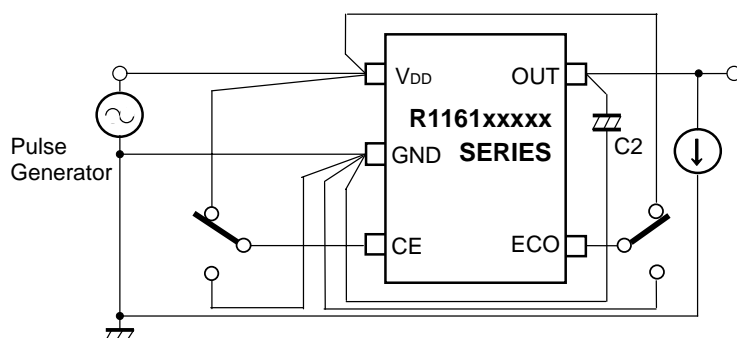 VDD
OUT
R1161xxxxx
SERIES
GND
C2
Pulse
Generator
CE
ECO